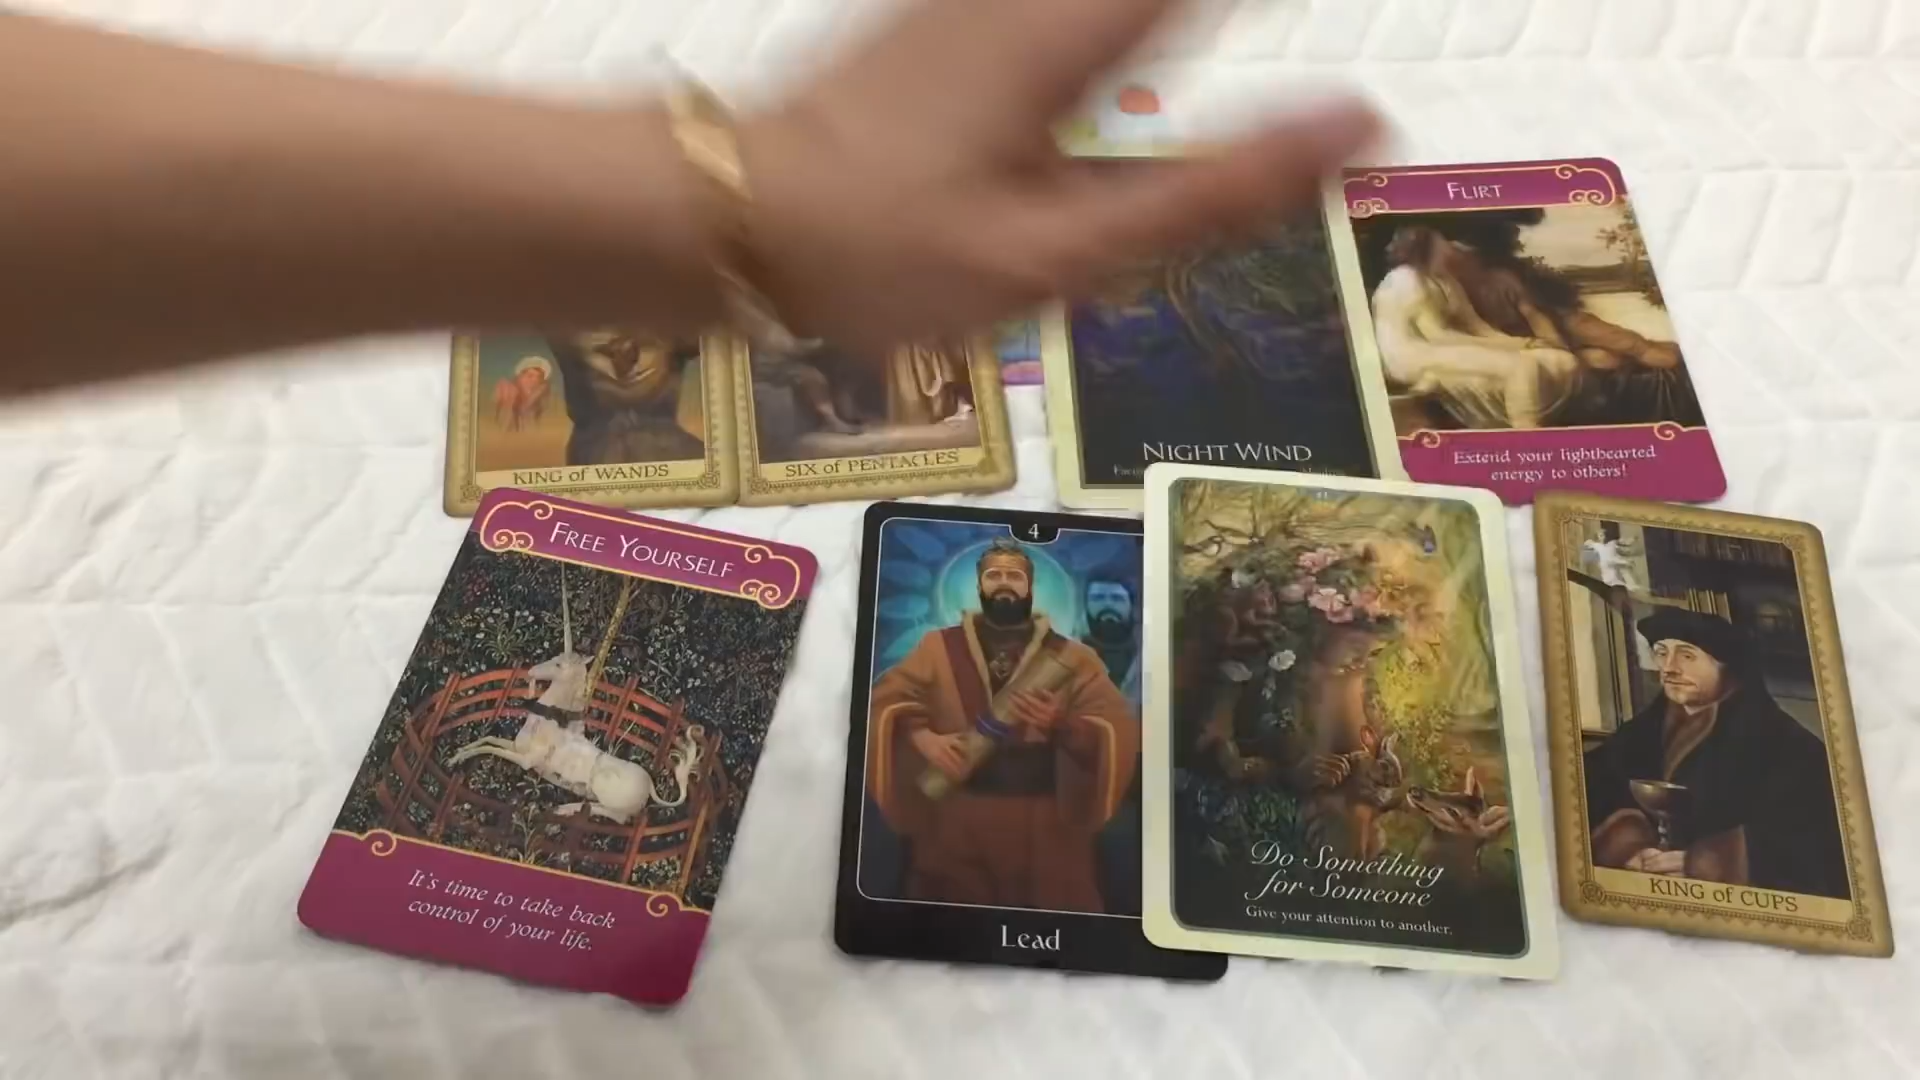 FLIRT
Extend your lighthearted
energy to others!
NIGHT WIND
KING of WANDS
SIX of PENTACLES
FREE YOURSELF
It's time to take back
control of your life.
4
Lead
Do Something
for Someone
Give your attention to another.
KING of CUPS